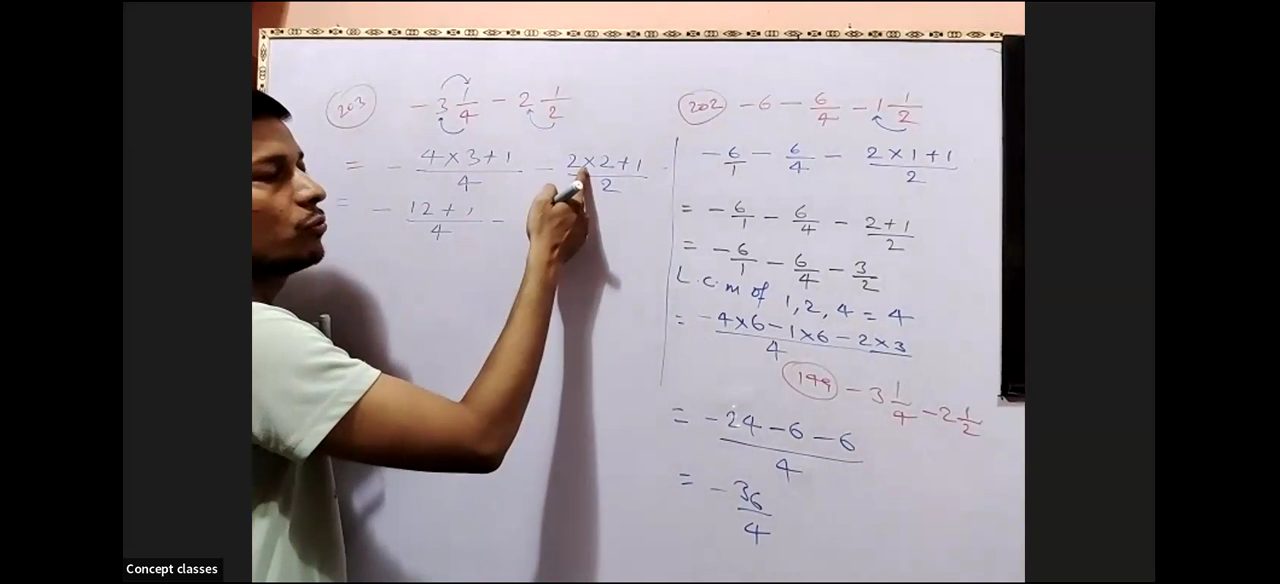 203 -3 1/4 - 2 1/2
= - 4×3+1/4 - 2×2+1/2
= - 12+1/4 -
202 -6 - 6/4 - 1 1/2
-6/1 - 6/4 - 2×1+1/2
= -6/1 - 6/4 - 2+1/2
= -6/1 - 6/4 - 3/2
L.C.M of 1,2,4 = 4
= -4×6-1×6-2×3/4
199 -3 1/4 -2 1/2
= -24-6-6/4
= -36/4
Concept classes